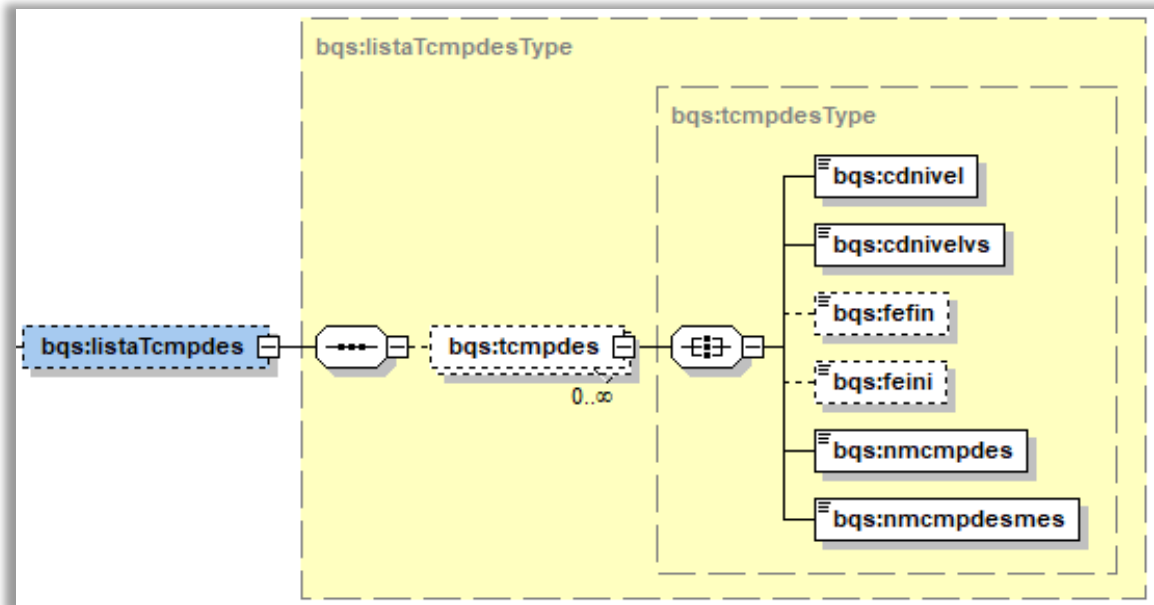 bqs:listaTcmpdesType
bqs:tcmpdesType
bqs:cdnivel
bqs:cdnivelvs
bqs:fefin
bqs:listaTcmpdes
bqs:tcmpdes
0..∞
bqs:feini
bqs:nmcmpdes
bqs:nmcmpdesmes